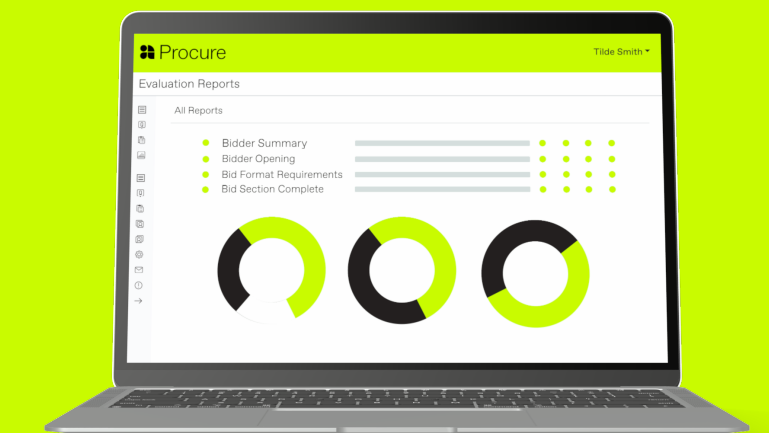 Procure
Tilde Smith
Evaluation Reports
All Reports
Bidder Summary
Bidder Opening
Bid Format Requirements
Bid Section Complete